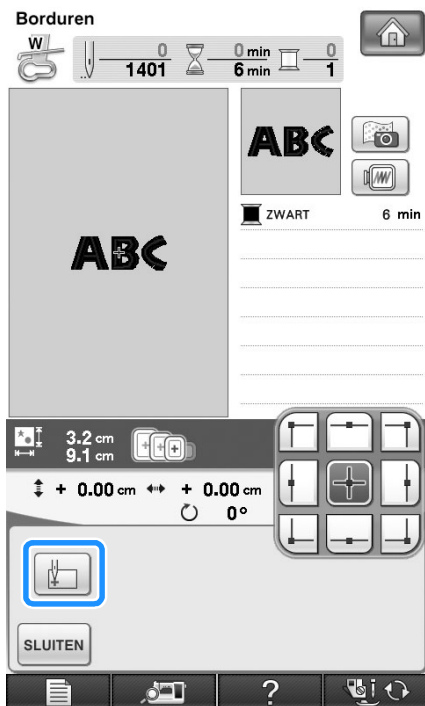 Borduren
W
0 0 min 0
1401 6 min 1
ABC
ABC
ZWART 6 min
3.2 cm
9.1 cm
+ 0.00 cm + 0.00 cm
0°
SLUITEN
? i